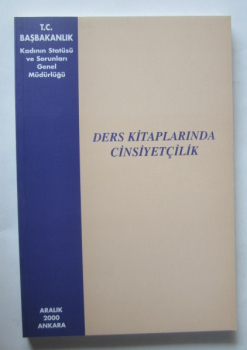 T.C.
BAŞBAKANLIK
Kadının Statüsü
ve Sorunları
Genel
Müdürlüğü
DERS KİTAPLARINDA
CİNSİYETÇİLİK
ARALIK
2000
ANKARA